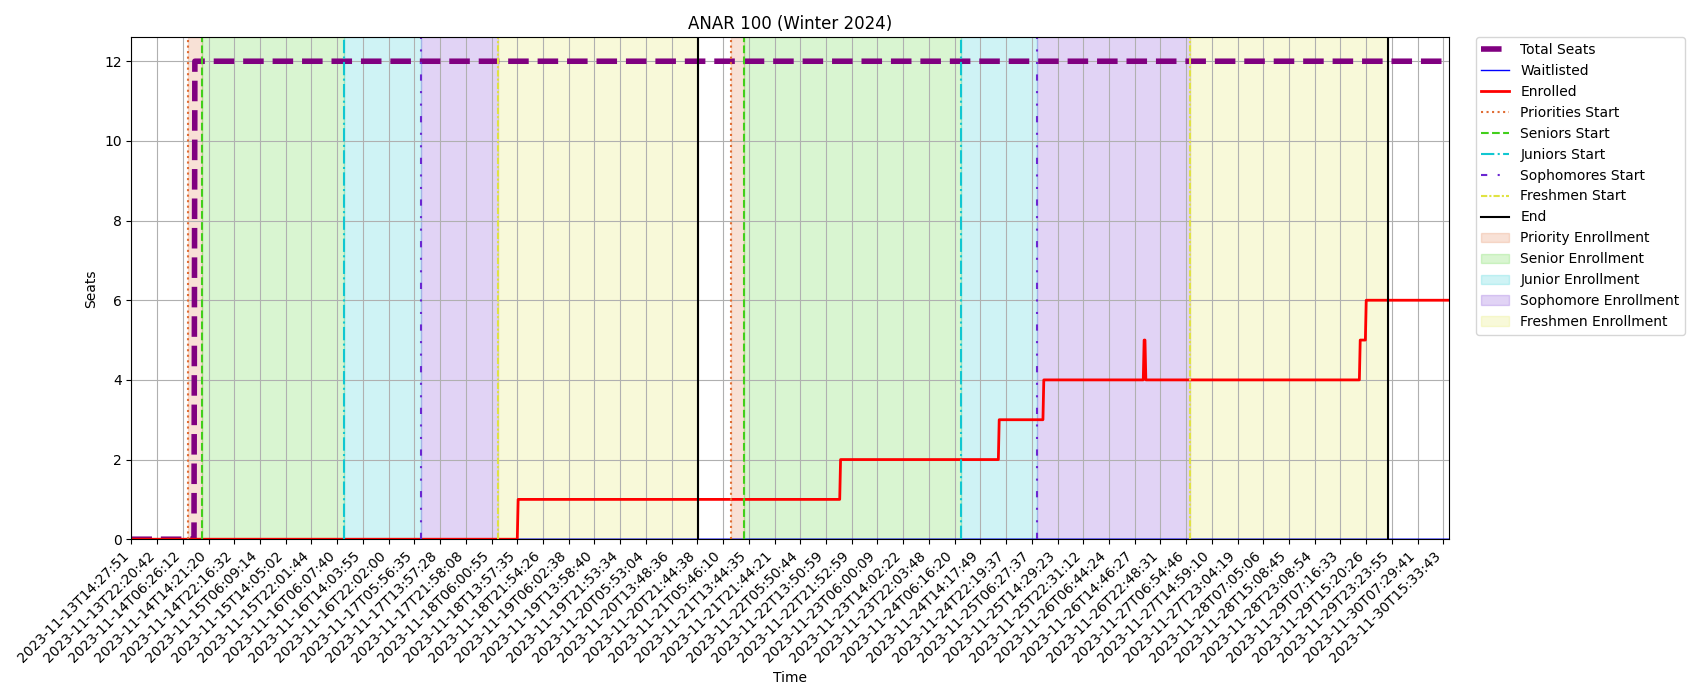 ANAR 100 (Winter 2024)
Seats
12
10
8
6
4
2
0
2023-11-13T14:27:51
2023-11-13T22:20:42
2023-11-14T06:26:12
2023-11-14T14:21:20
2023-11-14T22:16:32
2023-11-15T06:09:14
2023-11-15T14:05:02
2023-11-15T22:01:44
2023-11-16T06:07:40
2023-11-16T14:03:55
2023-11-17T22:02:00
2023-11-17T05:56:35
2023-11-17T13:57:28
2023-11-17T21:58:08
2023-11-18T06:00:55
2023-11-18T13:57:35
2023-11-18T21:54:26
2023-11-19T06:02:38
2023-11-19T13:58:40
2023-11-19T21:53:34
2023-11-20T05:53:04
2023-11-20T13:48:36
2023-11-20T21:44:38
2023-11-21T05:46:10
2023-11-21T13:44:35
2023-11-21T21:44:21
2023-11-22T05:50:44
2023-11-22T13:50:59
2023-11-22T21:52:59
2023-11-23T06:00:09
2023-11-23T14:02:22
2023-11-23T22:03:48
2023-11-24T06:16:20
2023-11-24T14:17:49
2023-11-24T22:19:37
2023-11-25T06:27:37
2023-11-25T14:29:23
2023-11-25T22:31:12
2023-11-26T06:44:24
2023-11-26T14:46:27
2023-11-26T22:48:31
2023-11-27T06:54:46
2023-11-27T14:59:10
2023-11-27T23:04:19
2023-11-28T07:05:06
2023-11-28T15:08:45
2023-11-28T23:08:54
2023-11-29T07:16:33
2023-11-29T15:20:26
2023-11-29T23:23:55
2023-11-30T07:29:41
2023-11-30T15:33:43
Time
Total Seats
Waitlisted
Enrolled
Priorities Start
Seniors Start
Juniors Start
Sophomores Start
Freshmen Start
End
Priority Enrollment
Senior Enrollment
Junior Enrollment
Sophomore Enrollment
Freshmen Enrollment